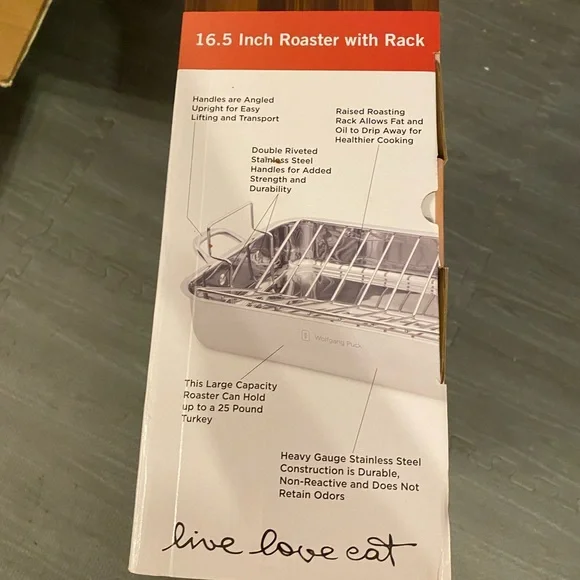 16.5 Inch Roaster with Rack
Handles are Angled
Upright for Easy
Lifting and Transport
Raised Roasting
Rack Allows Fat and
Oil to Drip Away for
Healthier Cooking
Double Riveted
Stainless Steel
Handles for Added
Strength and
Durability
Wolfgang Puck
This Large Capacity
Roaster Can Hold
up to a 25 Pound
Turkey
Heavy Gauge Stainless Steel
Construction is Durable,
Non-Reactive and Does Not
Retain Odors
live love eat